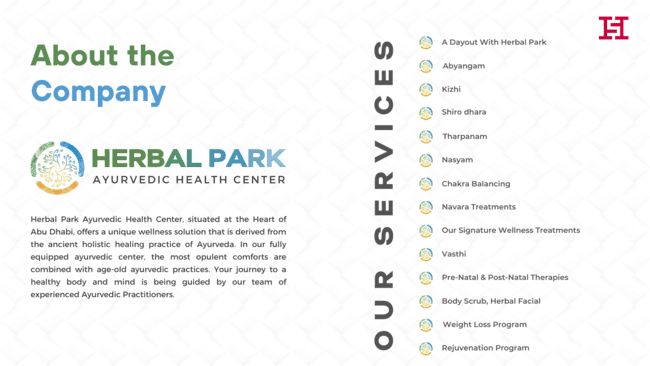 About the
Company
HERBAL PARK
AYURVEDIC HEALTH CENTER
Herbal Park Ayurvedic Health Center, situated at the Heart of
Abu Dhabi, offers a unique wellness solution that is derived from
the ancient holistic healing practice of Ayurveda. In our fully
equipped ayurvedic center, the most opulent comforts are
combined with age-old ayurvedic practices. Your journey to a
healthy body and mind is being guided by our team of
experienced Ayurvedic Practitioners.
OUR SERVICES
A Dayout With Herbal Park
Abyangam
Kizhi
Shiro dhara
Tharpanam
Nasyam
Chakra Balancing
Navara Treatments
Our Signature Wellness Treatments
Vasthi
Pre-Natal & Post-Natal Therapies
Body Scrub, Herbal Facial
Weight Loss Program
Rejuvenation Program